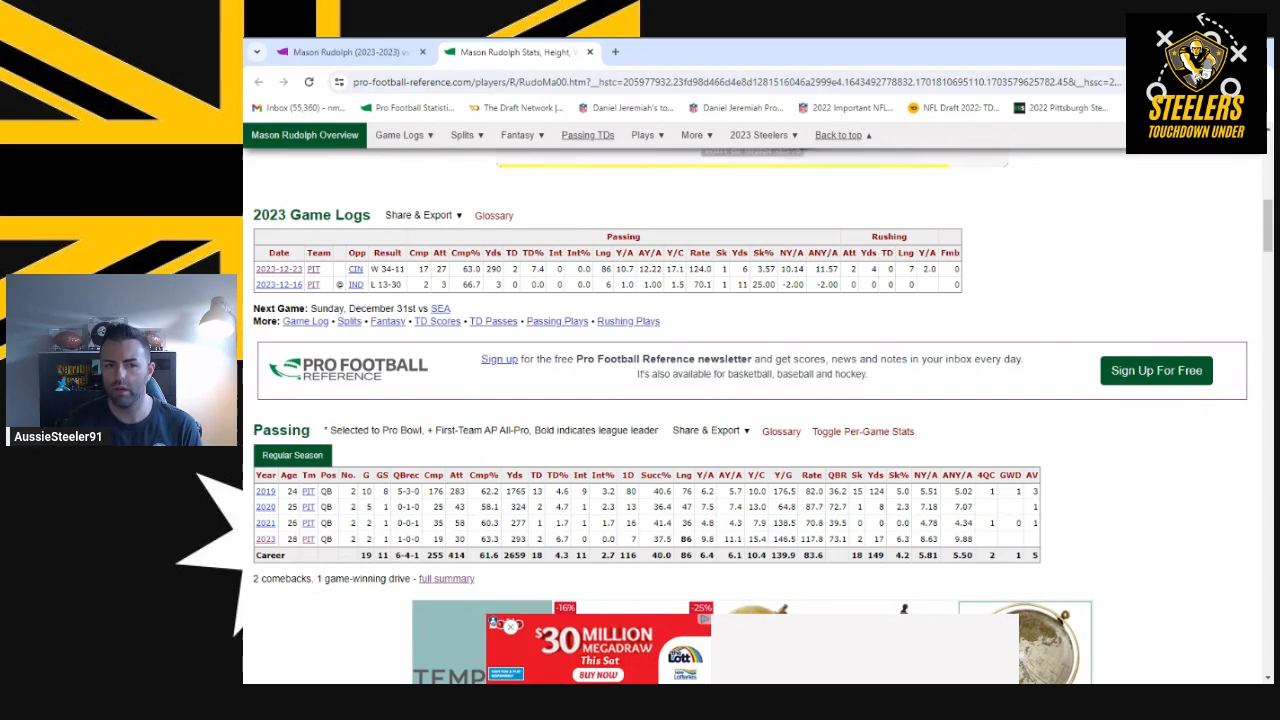 Mason Rudolph (2023-2023) vs
Mason Rudolph Stats, Height, W
pro-football-reference.com/players/R/RudoMa00.htm?__hstc=205977932.23fd98d466d4e8d1281516046a2999e4.1643492778832.1701810695110.1703579625782.45&__hssc=2...
Inbox (55,360) - nm... Pro Football Statisti... The Draft Network |... Daniel Jeremiah's to... Daniel Jeremiah Pro... 2022 Important NFL... NFL Draft 2022: TD... 2022 Pittsburgh Ste...
STEELERS
TOUCHDOWN UNDER
Mason Rudolph Overview Game Logs ▼ Splits ▼ Fantasy ▼ Passing TDs Plays ▼ More ▼ 2023 Steelers ▼ Back to top ▲
2023 Game Logs Share & Export ▼ Glossary
Passing Rushing
Date Team Opp Result Cmp Att Cmp% Yds TD TD% Int Int% Lng Y/A AY/A Y/C Rate Sk Yds Sk% NY/A ANY/A Att Yds TD Lng Y/A Fmb
2023-12-23 PIT CIN W 34-11 17 27 63.0 290 2 7.4 0 0.0 86 10.7 12.22 17.1 124.0 1 6 3.57 10.14 11.57 2 4 0 7 2.0 0
2023-12-16 PIT @ IND L 13-30 2 3 66.7 3 0 0.0 0 0.0 6 1.0 1.00 1.5 70.1 1 11 25.00 -2.00 -2.00 0 0 0 0 0
Next Game: Sunday, December 31st vs SEA
More: Game Log • Splits • Fantasy • TD Scores • TD Passes • Passing Plays • Rushing Plays
PRO FOOTBALL
REFERENCE
Sign up for the free Pro Football Reference newsletter and get scores, news and notes in your inbox every day.
It's also available for basketball, baseball and hockey.
Sign Up For Free
Passing * Selected to Pro Bowl, + First-Team AP All-Pro, Bold indicates league leader Share & Export ▼ Glossary Toggle Per-Game Stats
Regular Season
Year Age Tm Pos No. G GS QBrec Cmp Att Cmp% Yds TD TD% Int Int% 1D Succ% Lng Y/A AY/A Y/C Y/G Rate QBR Sk Yds Sk% NY/A ANY/A 4QC GWD AV
2019 24 PIT QB 2 10 8 5-3-0 176 283 62.2 1765 13 4.6 9 3.2 80 40.6 76 6.2 5.7 10.0 176.5 82.0 36.2 15 124 5.0 5.51 5.02 1 1 3
2020 25 PIT QB 2 5 1 0-1-0 25 43 58.1 324 2 4.7 1 2.3 13 36.4 47 7.5 7.4 13.0 64.8 87.7 72.7 1 8 2.3 7.18 7.07 1
2021 26 PIT QB 2 2 1 0-0-1 35 58 60.3 277 1 1.7 1 1.7 16 41.4 36 4.8 4.3 7.9 138.5 70.8 39.5 0 0 0.0 4.78 4.34 1 0 1
2023 28 PIT QB 2 2 1 1-0-0 19 30 63.3 293 2 6.7 0 0.0 7 37.5 86 9.8 11.1 15.4 146.5 117.8 73.1 2 17 6.3 8.63 9.88
Career 19 11 6-4-1 255 414 61.6 2659 18 4.3 11 2.7 116 40.0 86 6.4 6.1 10.4 139.9 83.6 18 149 4.2 5.81 5.50 2 1 5
AussieSteeler91
2 comebacks, 1 game-winning drive - full summary
-16% -25%
$30 MILLION
MEGADRAW
This Sat
BUY NOW
the Lott
TEMP